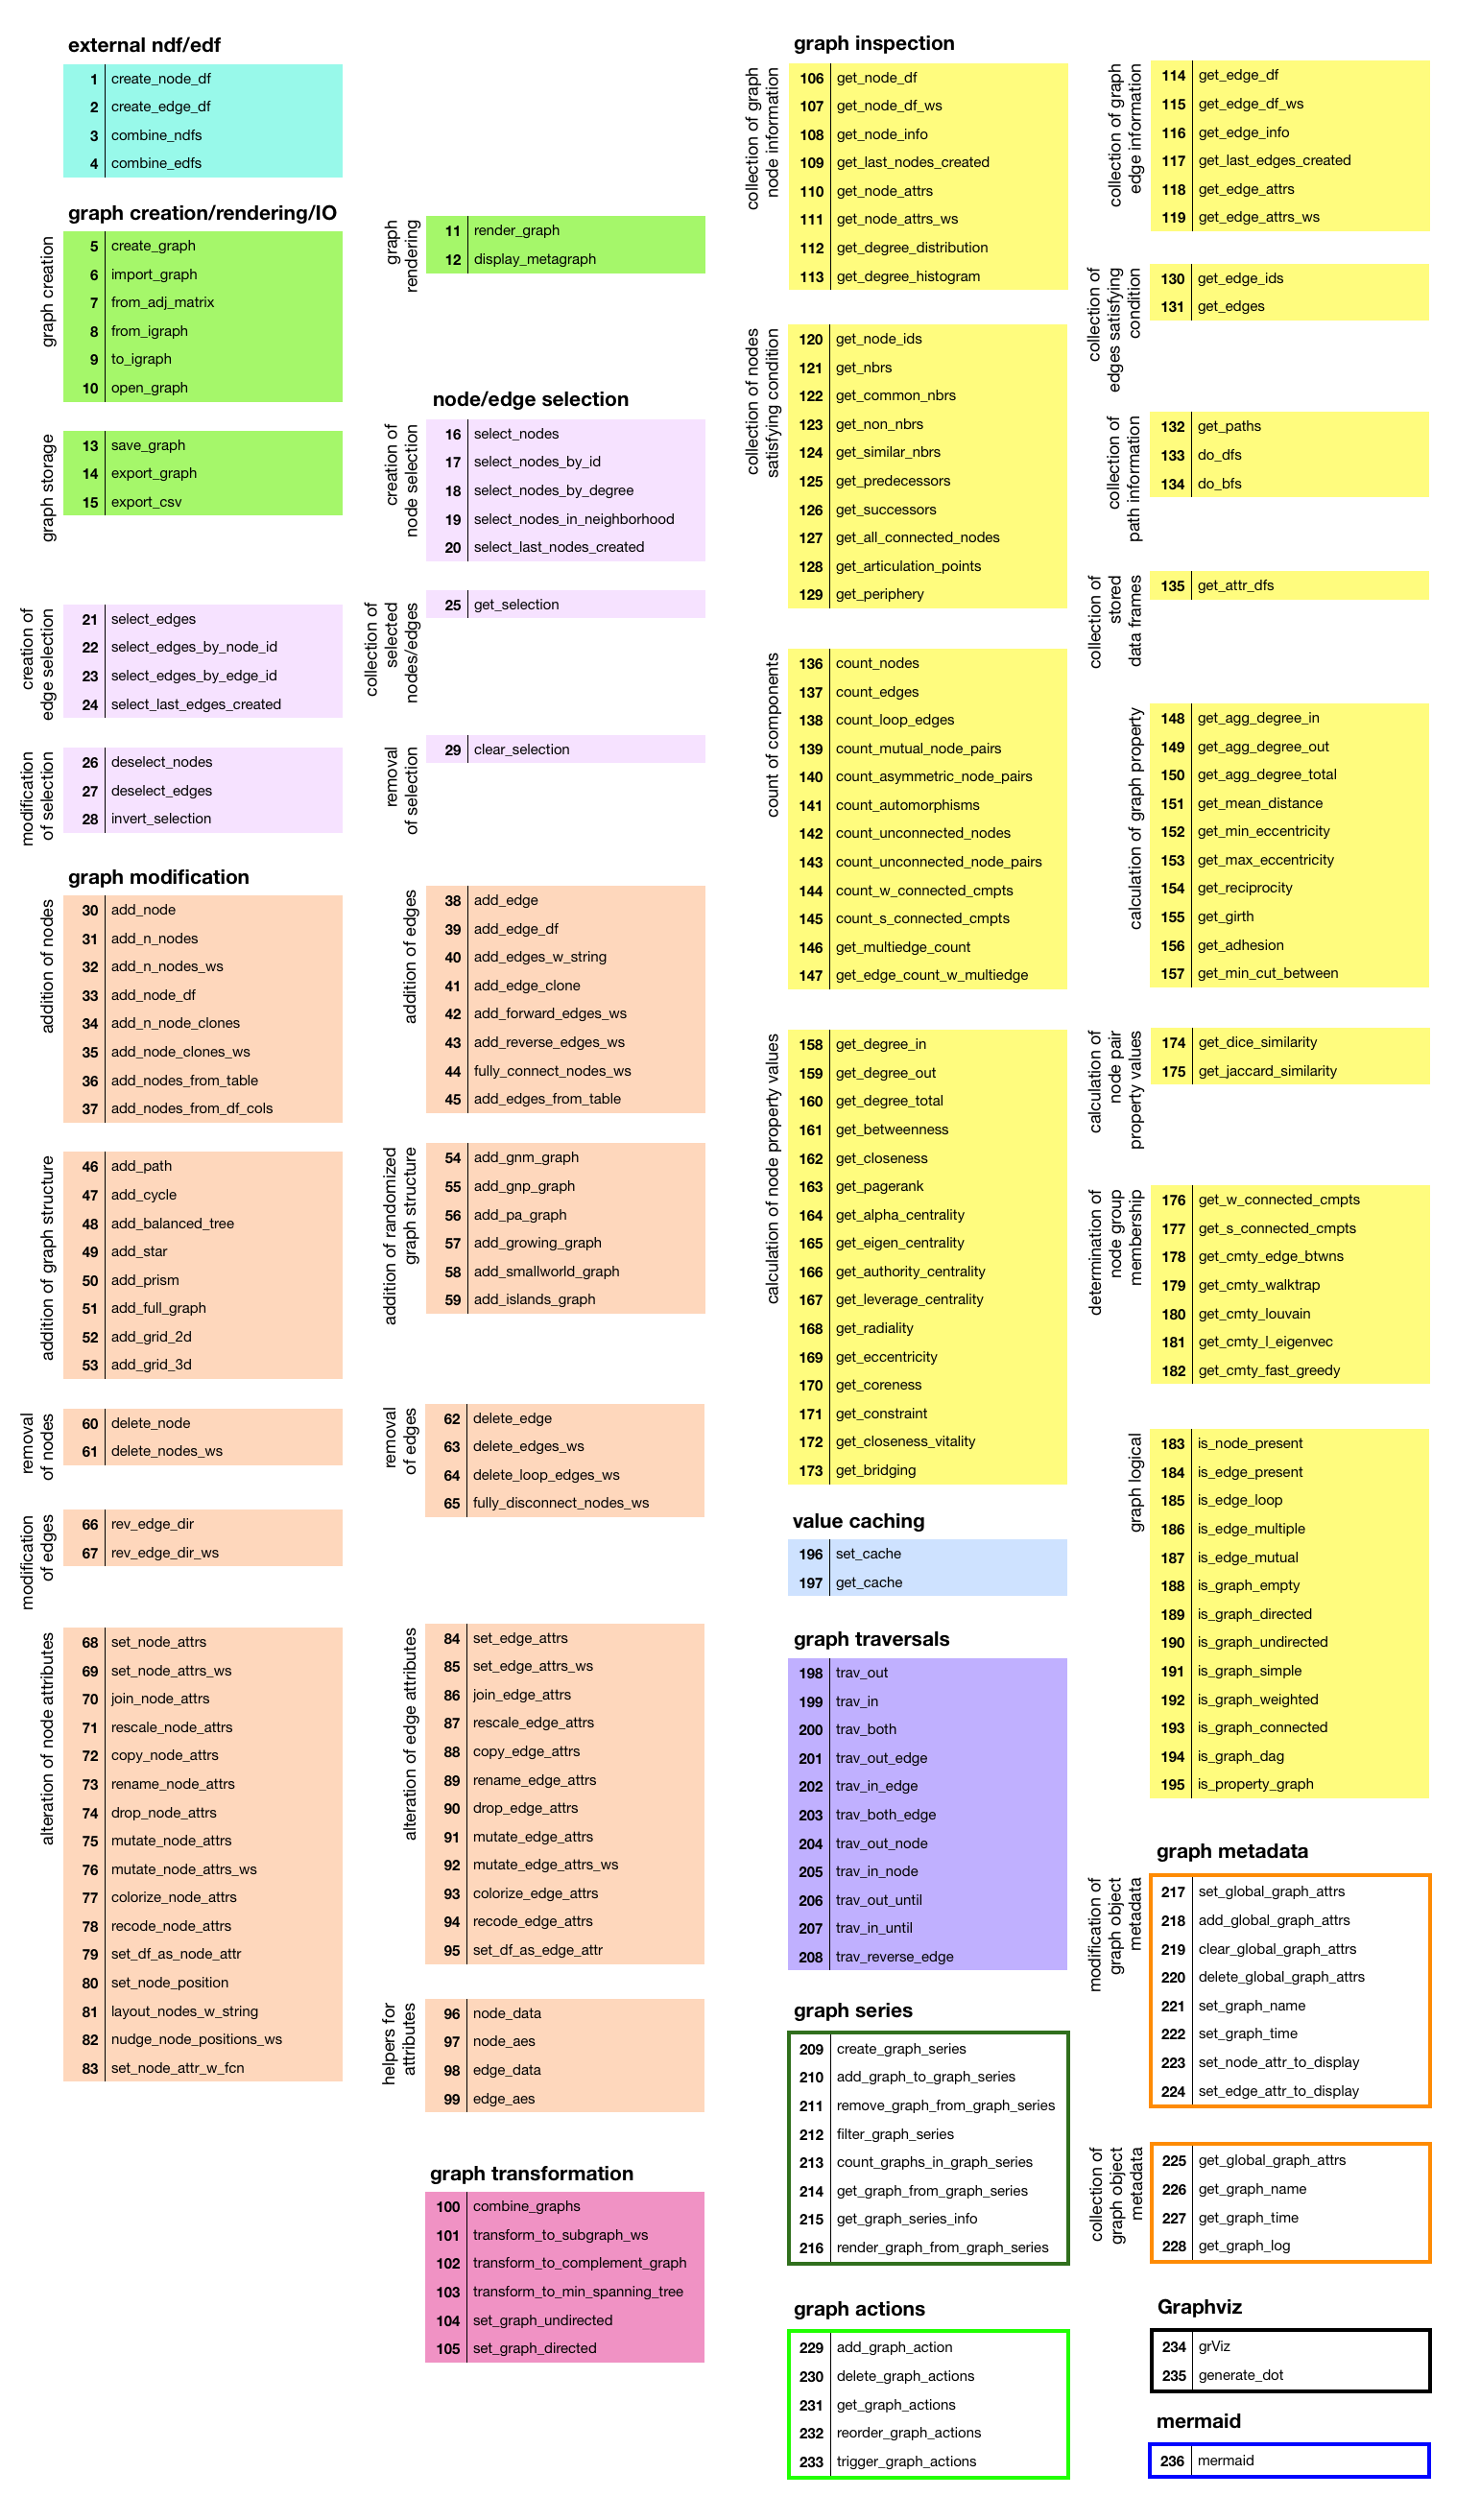 external ndf/edf
1 create_node_df
2 create_edge_df
3 combine_ndfs
4 combine_edfs
graph creation/rendering/IO
graph creation
5 create_graph
6 import_graph
7 from_adj_matrix
8 from_igraph
9 to_igraph
10 open_graph
graph
rendering
11 render_graph
12 display_metagraph
graph storage
13 save_graph
14 export_graph
15 export_csv
node/edge selection
creation of
node selection
16 select_nodes
17 select_nodes_by_id
18 select_nodes_by_degree
19 select_nodes_in_neighborhood
20 select_last_nodes_created
creation of
edge selection
21 select_edges
22 select_edges_by_node_id
23 select_edges_by_edge_id
24 select_last_edges_created
collection of
selected
nodes/edges
25 get_selection
modification
of selection
26 deselect_nodes
27 deselect_edges
28 invert_selection
removal
of selection
29 clear_selection
graph modification
addition of nodes
30 add_node
31 add_n_nodes
32 add_n_nodes_ws
33 add_node_df
34 add_n_node_clones
35 add_node_clones_ws
36 add_nodes_from_table
37 add_nodes_from_df_cols
addition of edges
38 add_edge
39 add_edge_df
40 add_edges_w_string
41 add_edge_clone
42 add_forward_edges_ws
43 add_reverse_edges_ws
44 fully_connect_nodes_ws
45 add_edges_from_table
addition of graph structure
46 add_path
47 add_cycle
48 add_balanced_tree
49 add_star
50 add_prism
51 add_full_graph
52 add_grid_2d
53 add_grid_3d
addition of randomized
graph structure
54 add_gnm_graph
55 add_gnp_graph
56 add_pa_graph
57 add_growing_graph
58 add_smallworld_graph
59 add_islands_graph
removal
of nodes
60 delete_node
61 delete_nodes_ws
removal
of edges
62 delete_edge
63 delete_edges_ws
64 delete_loop_edges_ws
65 fully_disconnect_nodes_ws
modification
of edges
66 rev_edge_dir
67 rev_edge_dir_ws
alteration of node attributes
68 set_node_attrs
69 set_node_attrs_ws
70 join_node_attrs
71 rescale_node_attrs
72 copy_node_attrs
73 rename_node_attrs
74 drop_node_attrs
75 mutate_node_attrs
76 mutate_node_attrs_ws
77 colorize_node_attrs
78 recode_node_attrs
79 set_df_as_node_attr
80 set_node_position
81 layout_nodes_w_string
82 nudge_node_positions_ws
83 set_node_attr_w_fcn
alteration of edge attributes
84 set_edge_attrs
85 set_edge_attrs_ws
86 join_edge_attrs
87 rescale_edge_attrs
88 copy_edge_attrs
89 rename_edge_attrs
90 drop_edge_attrs
91 mutate_edge_attrs
92 mutate_edge_attrs_ws
93 colorize_edge_attrs
94 recode_edge_attrs
95 set_df_as_edge_attr
helpers for
attributes
96 node_data
97 node_aes
98 edge_data
99 edge_aes
graph transformation
100 combine_graphs
101 transform_to_subgraph_ws
102 transform_to_complement_graph
103 transform_to_min_spanning_tree
104 set_graph_undirected
105 set_graph_directed
graph inspection
collection of graph
node information
106 get_node_df
107 get_node_df_ws
108 get_node_info
109 get_last_nodes_created
110 get_node_attrs
111 get_node_attrs_ws
112 get_degree_distribution
113 get_degree_histogram
collection of graph
edge information
114 get_edge_df
115 get_edge_df_ws
116 get_edge_info
117 get_last_edges_created
118 get_edge_attrs
119 get_edge_attrs_ws
collection of nodes
satisfying condition
120 get_node_ids
121 get_nbrs
122 get_common_nbrs
123 get_non_nbrs
124 get_similar_nbrs
125 get_predecessors
126 get_successors
127 get_all_connected_nodes
128 get_articulation_points
129 get_periphery
collection of
edges satisfying
condition
130 get_edge_ids
131 get_edges
collection of
path information
132 get_paths
133 do_dfs
134 do_bfs
collection of
stored
data frames
135 get_attr_dfs
count of components
136 count_nodes
137 count_edges
138 count_loop_edges
139 count_mutual_node_pairs
140 count_asymmetric_node_pairs
141 count_automorphisms
142 count_unconnected_nodes
143 count_unconnected_node_pairs
144 count_w_connected_cmpts
145 count_s_connected_cmpts
146 get_multiedge_count
147 get_edge_count_w_multiedge
calculation of graph property
148 get_agg_degree_in
149 get_agg_degree_out
150 get_agg_degree_total
151 get_mean_distance
152 get_min_eccentricity
153 get_max_eccentricity
154 get_reciprocity
155 get_girth
156 get_adhesion
157 get_min_cut_between
calculation of node property values
158 get_degree_in
159 get_degree_out
160 get_degree_total
161 get_betweenness
162 get_closeness
163 get_pagerank
164 get_alpha_centrality
165 get_eigen_centrality
166 get_authority_centrality
167 get_leverage_centrality
168 get_radiality
169 get_eccentricity
170 get_coreness
171 get_constraint
172 get_closeness_vitality
173 get_bridging
calculation of
node pair
property values
174 get_dice_similarity
175 get_jaccard_similarity
determination of
node group
membership
176 get_w_connected_cmpts
177 get_s_connected_cmpts
178 get_cmty_edge_btwns
179 get_cmty_walktrap
180 get_cmty_louvain
181 get_cmty_l_eigenvec
182 get_cmty_fast_greedy
graph logical
183 is_node_present
184 is_edge_present
185 is_edge_loop
186 is_edge_multiple
187 is_edge_mutual
188 is_graph_empty
189 is_graph_directed
190 is_graph_undirected
191 is_graph_simple
192 is_graph_weighted
193 is_graph_connected
194 is_graph_dag
195 is_property_graph
value caching
196 set_cache
197 get_cache
graph traversals
198 trav_out
199 trav_in
200 trav_both
201 trav_out_edge
202 trav_in_edge
203 trav_both_edge
204 trav_out_node
205 trav_in_node
206 trav_out_until
207 trav_in_until
208 trav_reverse_edge
graph series
209 create_graph_series
210 add_graph_to_graph_series
211 remove_graph_from_graph_series
212 filter_graph_series
213 count_graphs_in_graph_series
214 get_graph_from_graph_series
215 get_graph_series_info
216 render_graph_from_graph_series
graph metadata
modification of
graph object
metadata
217 set_global_graph_attrs
218 add_global_graph_attrs
219 clear_global_graph_attrs
220 delete_global_graph_attrs
221 set_graph_name
222 set_graph_time
223 set_node_attr_to_display
224 set_edge_attr_to_display
collection of
graph object
metadata
225 get_global_graph_attrs
226 get_graph_name
227 get_graph_time
228 get_graph_log
graph actions
229 add_graph_action
230 delete_graph_actions
231 get_graph_actions
232 reorder_graph_actions
233 trigger_graph_actions
Graphviz
234 grViz
235 generate_dot
mermaid
236 mermaid